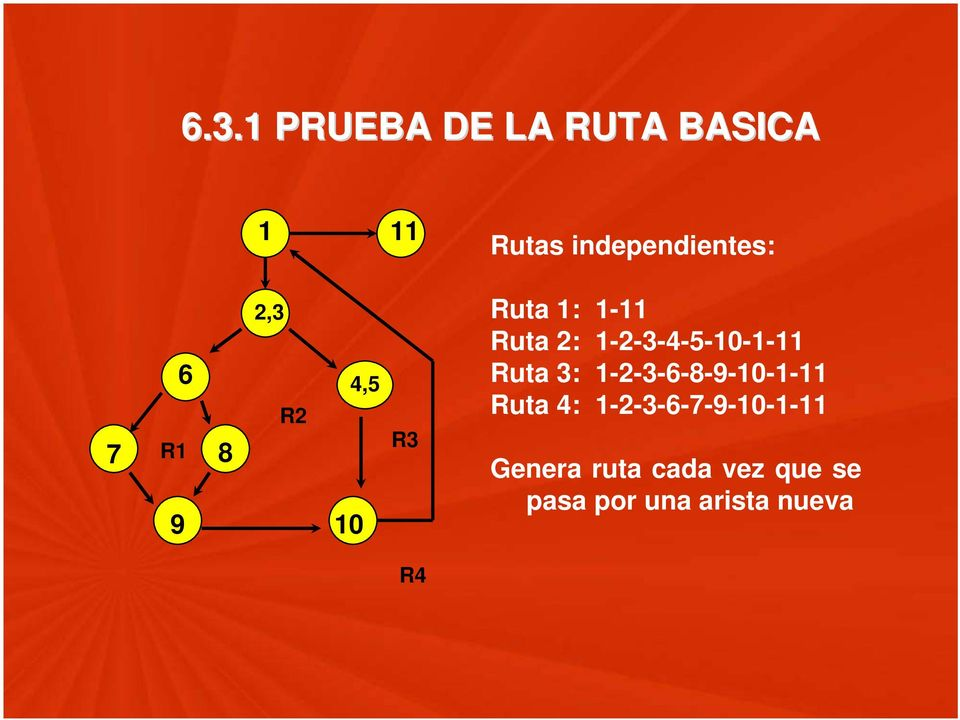 6.3.1 PRUEBA DE LA RUTA BASICA
1
11
2,3
6
4,5
R2
7
R1
8
R3
9
10
R4
Rutas independientes:
Ruta 1: 1-11
Ruta 2: 1-2-3-4-5-10-1-11
Ruta 3: 1-2-3-6-8-9-10-1-11
Ruta 4: 1-2-3-6-7-9-10-1-11
Genera ruta cada vez que se
pasa por una arista nueva